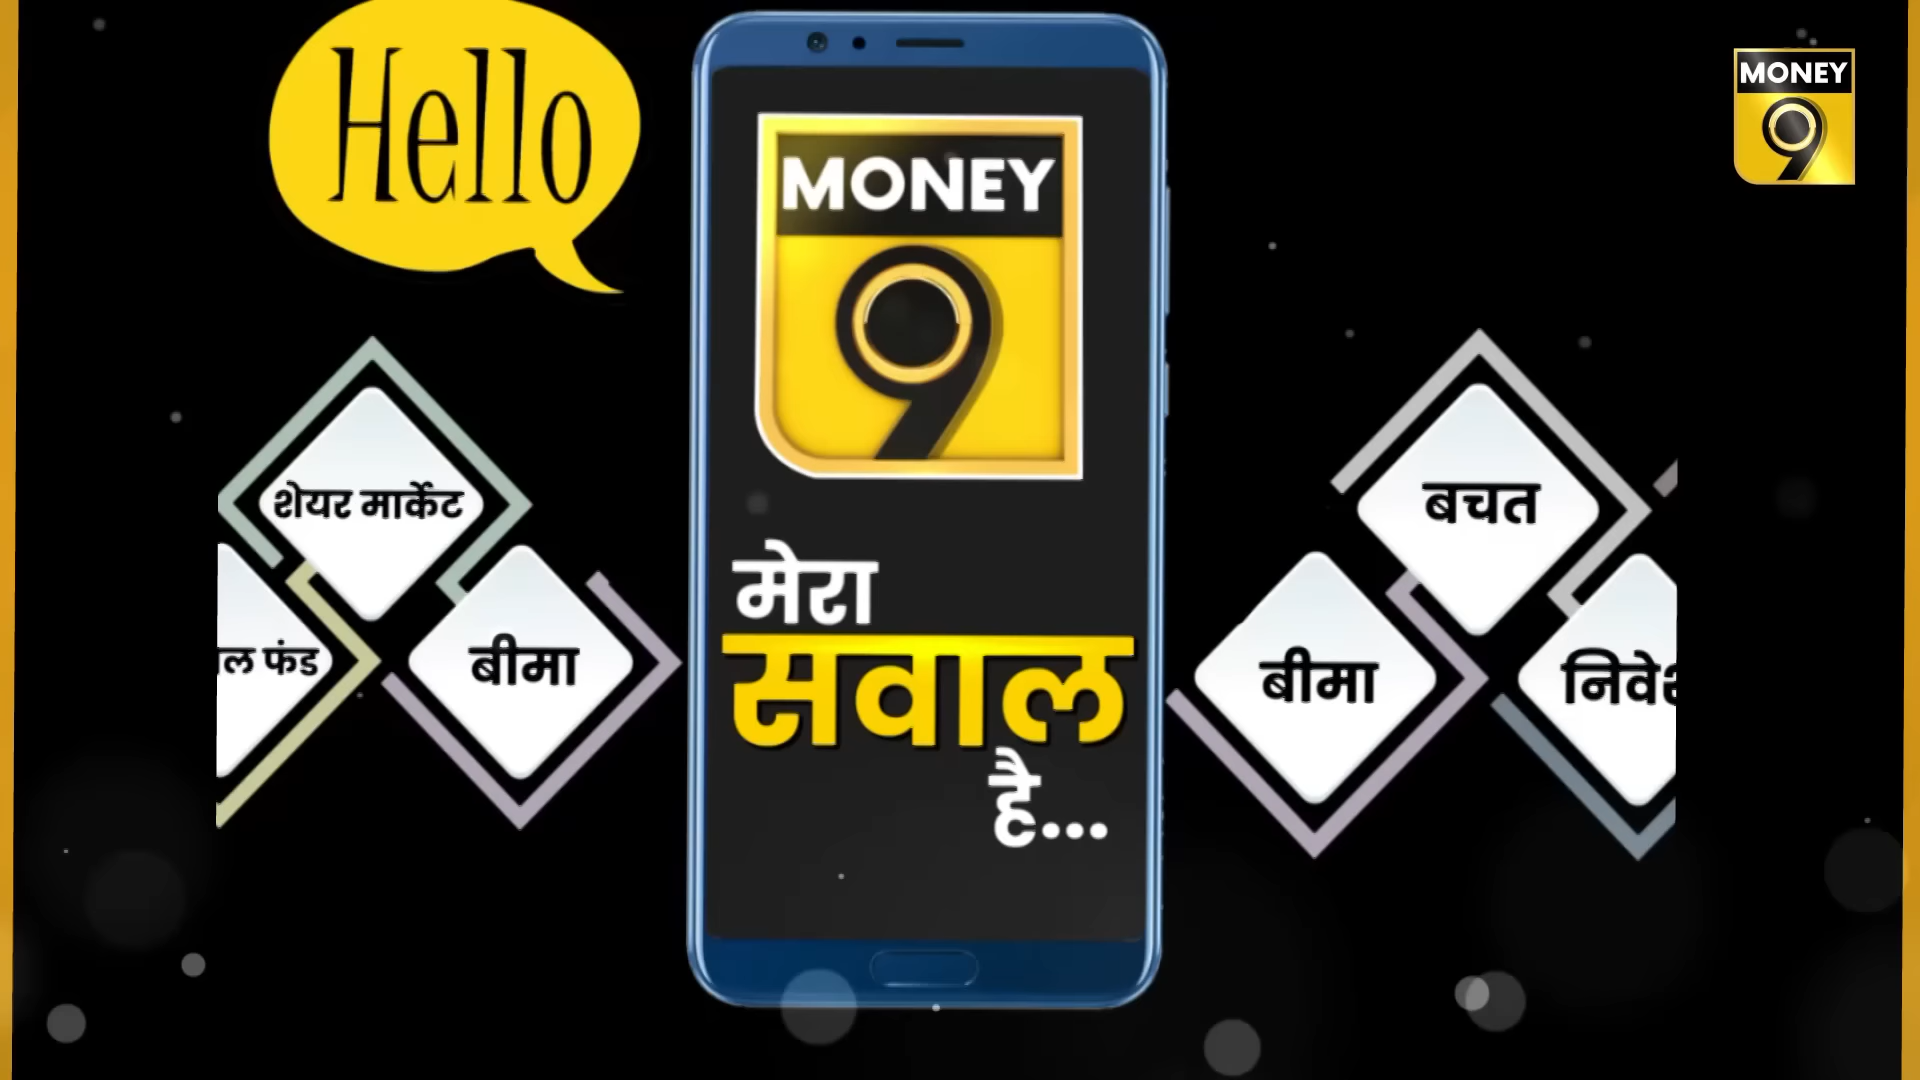 Hello
MONEY
9
MONEY
9
शेयर मार्केट
फंड
बीमा
मेरा
सवाल
है...
बचत
बीमा